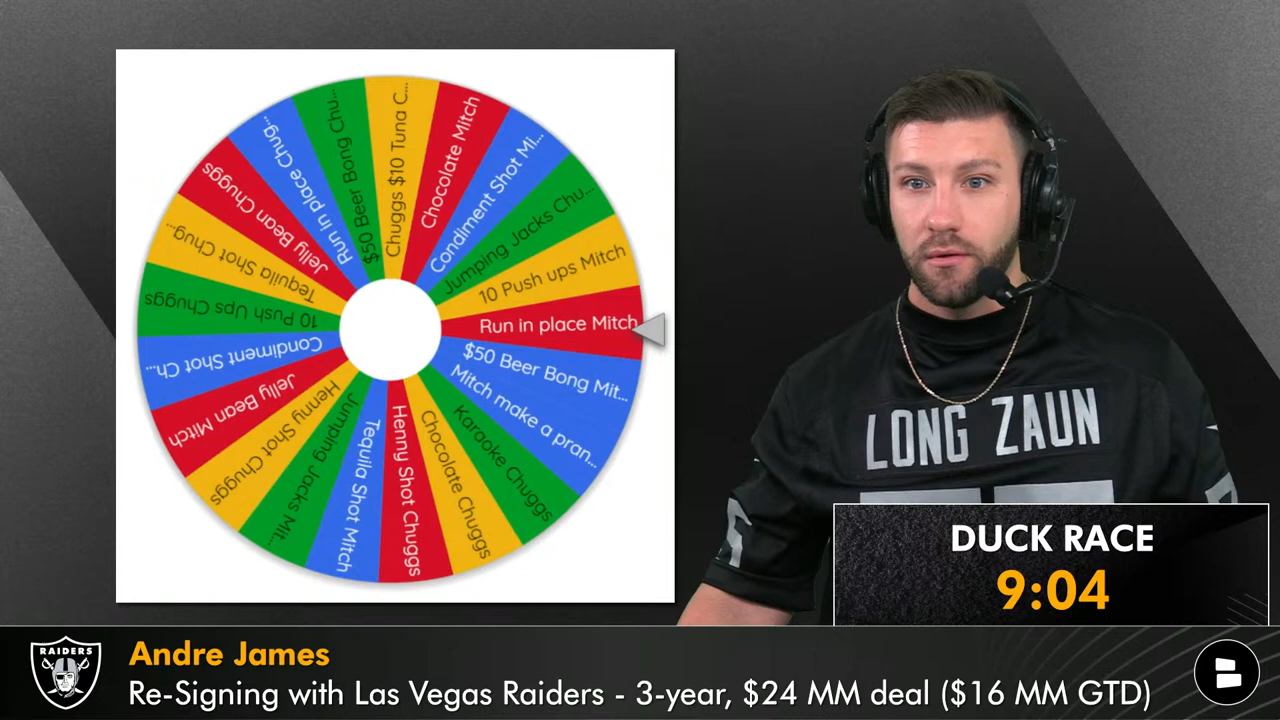 $50 Beer Bong Chu...
Chuggs $10 Tuna C...
Chocolate Mitch
Condiment Shot Mi...
Jumping Jacks Chu...
10 Push ups Mitch
Run in place Mitch
$50 Beer Bong Mit...
Mitch make a pran...
Karaoke Chuggs
Chocolate Chuggs
Henny Shot Chuggs
Tequila Shot Mitch
Jumping Jacks Mit...
Henny Shot Chuggs
Jelly Bean Mitch
Condiment Shot Ch...
10 Push Ups Chuggs
Tequila Shot Chug...
Jelly Bean Chuggs
Run in place Chug...
LONG ZAUN
DUCK RACE
9:04
RAIDERS
Andre James
Re-Signing with Las Vegas Raiders - 3-year, $24 MM deal ($16 MM GTD)